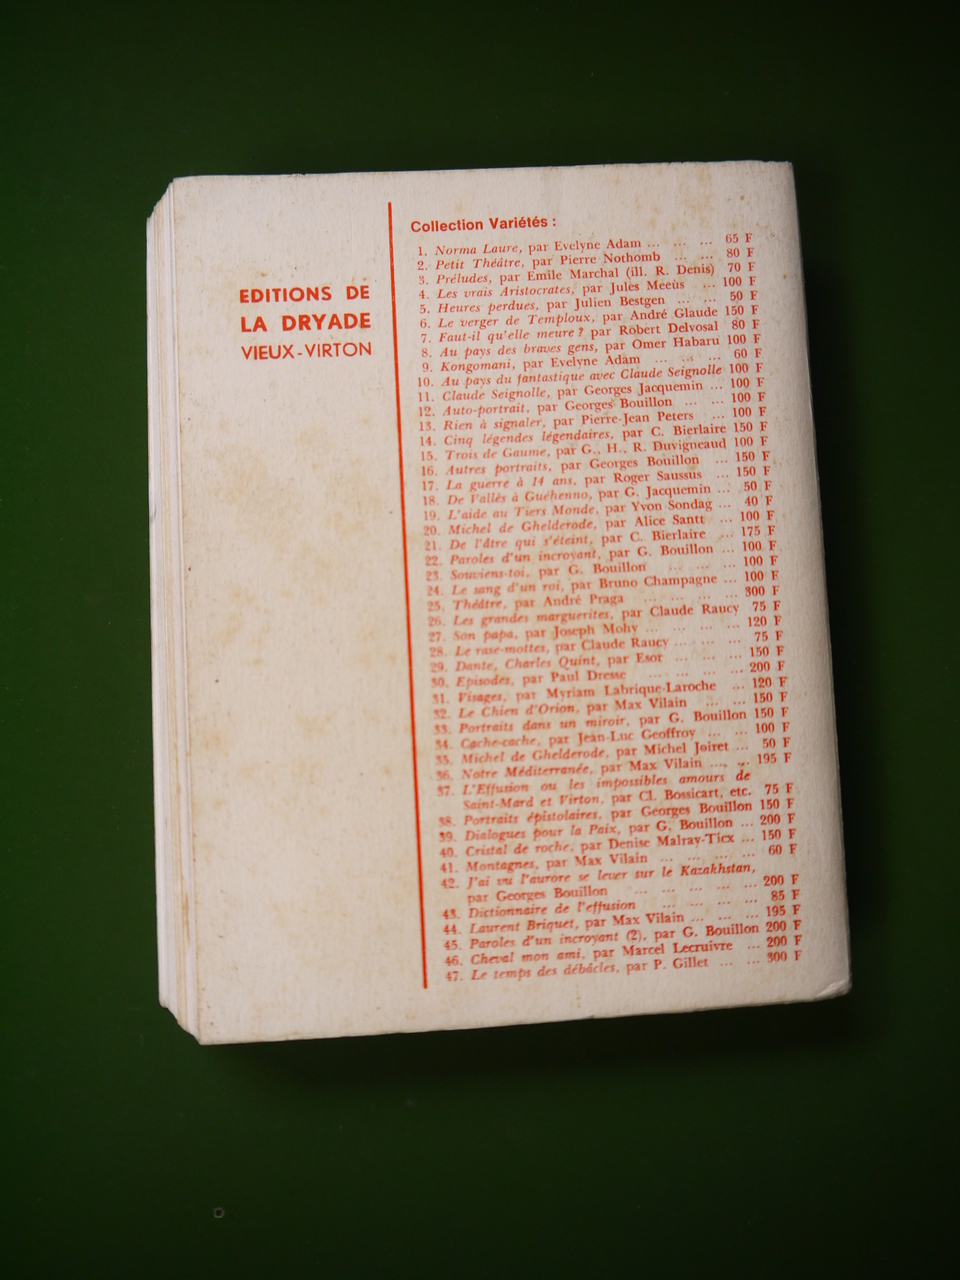 EDITIONS DE
LA DRYADE
VIEUX-VIRTON
Collection Variétés :
1. Norma Laure, par Evelyne Adam ... ... ... 65 F
2. Petit Théâtre, par Pierre Nothomb ... ... 80 F
3. Préludes, par Emile Marchal (ill. R. Denis) 70 F
4. Les vrais Aristocrates, par Jules Meeùs ... 100 F
5. Heures perdues, par Julien Bestgen ... ... 50 F
6. Le verger de Temploux, par André Glaude 150 F
7. Faut-il qu'elle meure ? par Robert Delvosal 80 F
8. Au pays des braves gens, par Omer Habaru 100 F
9. Kongomani, par Evelyne Adam ... ... ... 60 F
10. Au pays du fantastique avec Claude Seignolle 100 F
11. Claude Seignolle, par Georges Jacquemin ... 100 F
12. Auto-portrait, par Georges Bouillon ... ... 100 F
13. Rien à signaler, par Pierre-Jean Peters ... 100 F
14. Cinq légendes légendaires, par C. Bierlaire 150 F
15. Trois de Gaume, par G., H., R. Duvigneaud 100 F
16. Autres portraits, par Georges Bouillon ... 150 F
17. La guerre à 14 ans, par Roger Saussus ... 150 F
18. De Vallès à Guéhenno, par G. Jacquemin ... 50 F
19. L'aide au Tiers Monde, par Yvon Sondag ... 40 F
20. Michel de Ghelderode, par Alice Santt ... 100 F
21. De l'âtre qui s'éteint, par C. Bierlaire ... 175 F
22. Paroles d'un incroyant, par G. Bouillon ... 100 F
23. Souviens-toi, par G. Bouillon ... ... ... 100 F
24. Le sang d'un roi, par Bruno Champagne ... 100 F
25. Théâtre, par André Praga ... ... ... ... 300 F
26. Les grandes marguerites, par Claude Raucy 75 F
27. Son papa, par Joseph Mohy ... ... ... ... 120 F
28. Le rase-mottes, par Claude Raucy ... ... ... 75 F
29. Dante, Charles Quint, par Esor ... ... ... 150 F
30. Episodes, par Paul Dresse ... ... ... ... 200 F
31. Visages, par Myriam Labrique-Laroche ... 120 F
32. Le Chien d'Orion, par Max Vilain ... ... 150 F
33. Portraits dans un miroir, par G. Bouillon 150 F
34. Cache-cache, par Jean-Luc Geoffroy ... ... 100 F
35. Michel de Ghelderode, par Michel Joiret ... 50 F
36. Notre Méditerranée, par Max Vilain ... ... 195 F
37. L'Effusion ou les impossibles amours de
Saint-Mard et Virton, par Cl. Bossicart, etc. 75 F
38. Portraits épistolaires, par Georges Bouillon 150 F
39. Dialogues pour la Paix, par G. Bouillon ... 200 F
40. Cristal de roche, par Denise Malray-Ticx ... 150 F
41. Montagnes, par Max Vilain ... ... ... ... 60 F
42. J'ai vu l'aurore se lever sur le Kazakhstan,
par Georges Bouillon ... ... ... ... 200 F
43. Dictionnaire de l'effusion ... ... ... ... 85 F
44. Laurent Briquet, par Max Vilain ... ... ... 195 F
45. Paroles d'un incroyant (2), par G. Bouillon 200 F
46. Cheval mon ami, par Marcel Lecruivre ... 200 F
47. Le temps des débâcles, par P. Gillet ... ... 300 F